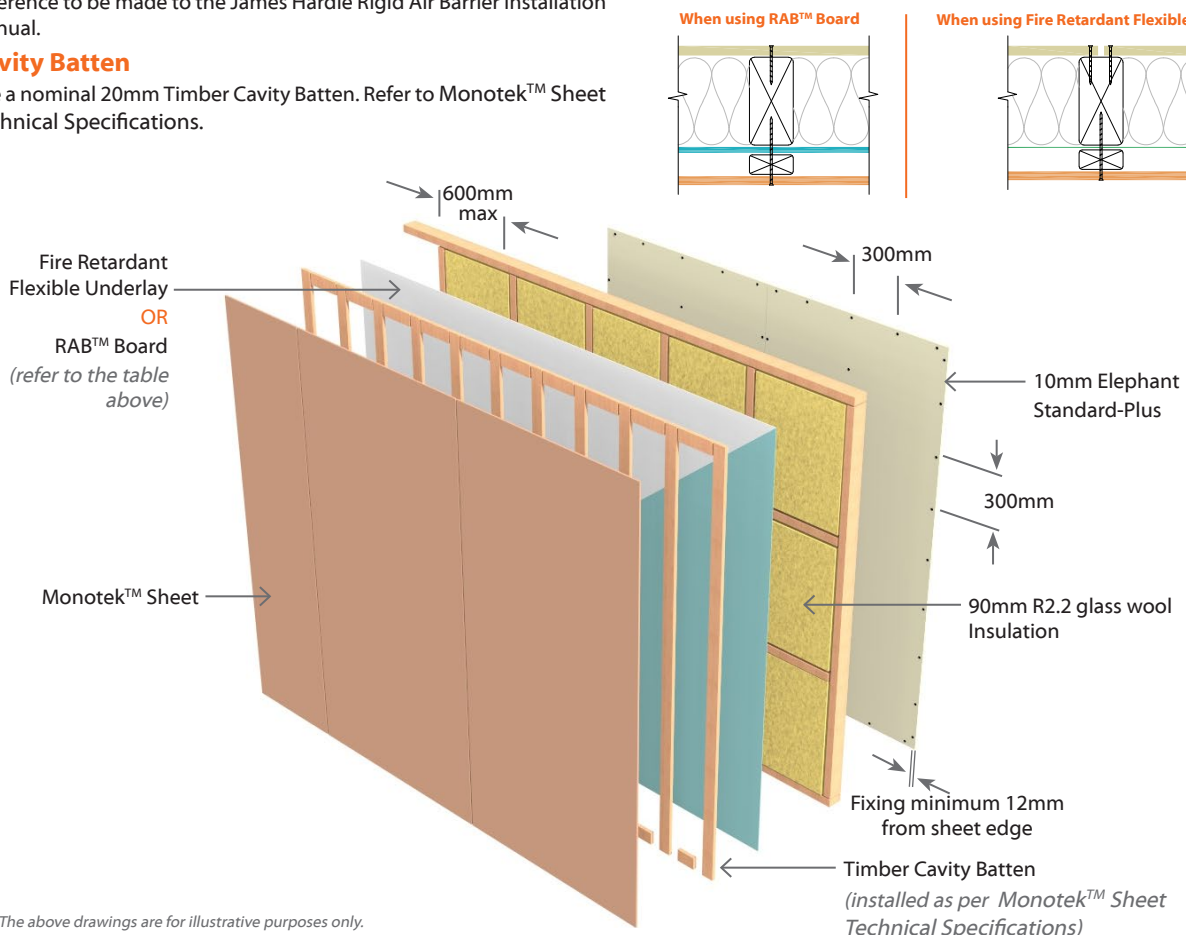 erence to be made to the James Hardie Rigid Air Barrier Installation
nual.
vity Batten
e a nominal 20mm Timber Cavity Batten. Refer to Monotek™ Sheet
chnical Specifications.
When using RAB™ Board
When using Fire Retardant Flexible
600mm
max
Fire Retardant
Flexible Underlay
OR
RAB™ Board
(refer to the table
above)
300mm
10mm Elephant
Standard-Plus
300mm
Monotek™ Sheet
90mm R2.2 glass wool
Insulation
Fixing minimum 12mm
from sheet edge
Timber Cavity Batten
(installed as per Monotek™ Sheet
Technical Specifications)
The above drawings are for illustrative purposes only.